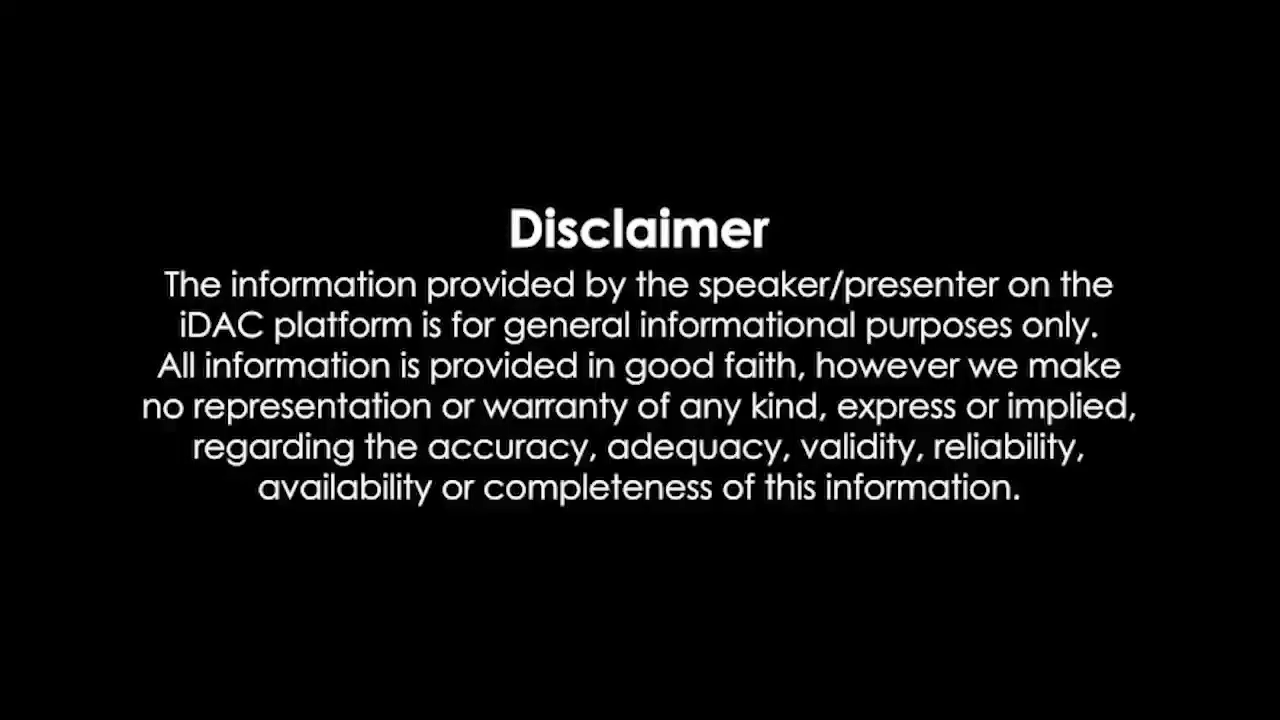 Disclaimer
The information provided by the speaker/presenter on the
iDAC platform is for general informational purposes only.
All information is provided in good faith, however we make
no representation or warranty of any kind, express or implied,
regarding the accuracy, adequacy, validity, reliability,
availability or completeness of this information.